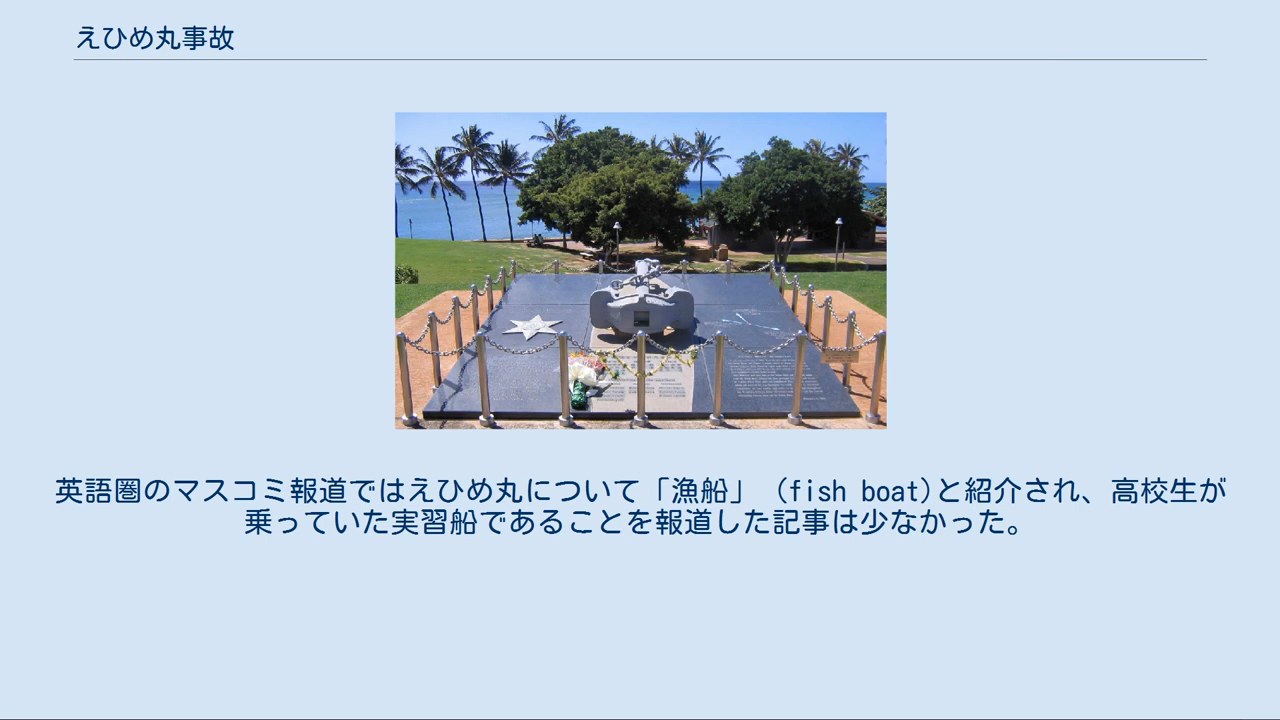 えひめ丸事故
英語圏のマスコミ報道ではえひめ丸について「漁船」 (fish boat)と紹介され、高校生が
乗っていた実習船であることを報道した記事は少なかった。